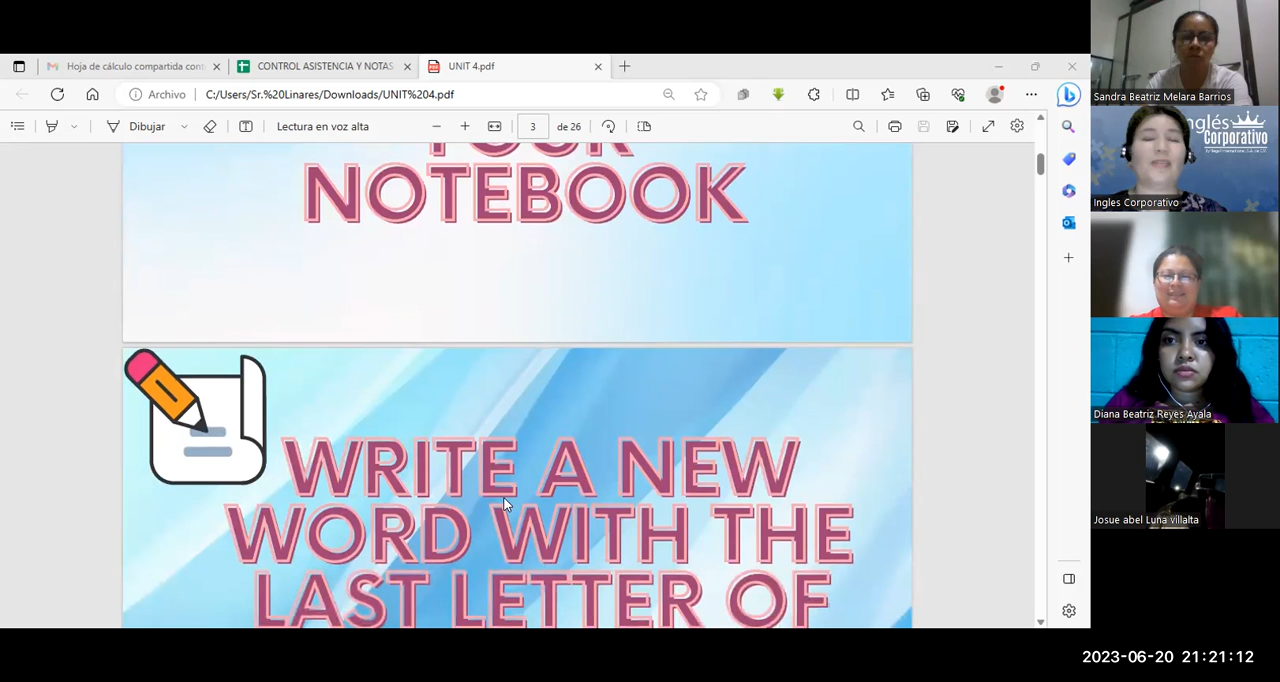 Hoja de cálculo compartida con
CONTROL ASISTENCIA Y NOTAS
UNIT 4.pdf
Archivo
C:/Users/Sr.%20Linares/Downloads/UNIT%204.pdf
Dibujar
Lectura en voz alta
3
de 26
YOUR
NOTEBOOK
WRITE A NEW
WORD WITH THE
LAST LETTER OF
Sandra Beatriz Melara Barrios
Inglés
Corporativo
Ingles Corporativo
Diana Beatriz Reyes Ayala
Josue abel Luna villalta
2023-06-20 21:21:12